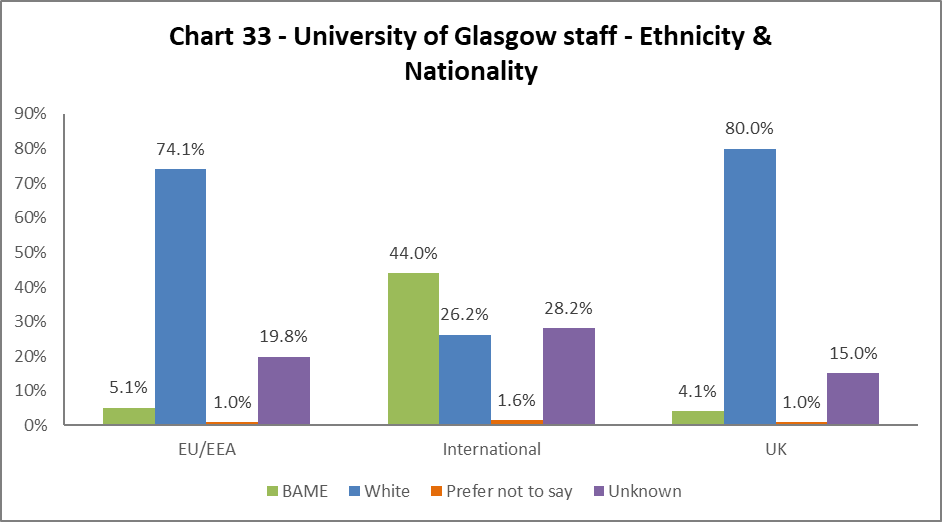 Chart 33 - University of Glasgow staff - Ethnicity &
Nationality
90%
80%
70%
60%
50%
40%
30%
20%
10%
0%
5.1%
74.1%
1.0%
19.8%
44.0%
26.2%
1.6%
28.2%
4.1%
80.0%
1.0%
15.0%
EU/EEA
International
UK
BAME
White
Prefer not to say
Unknown